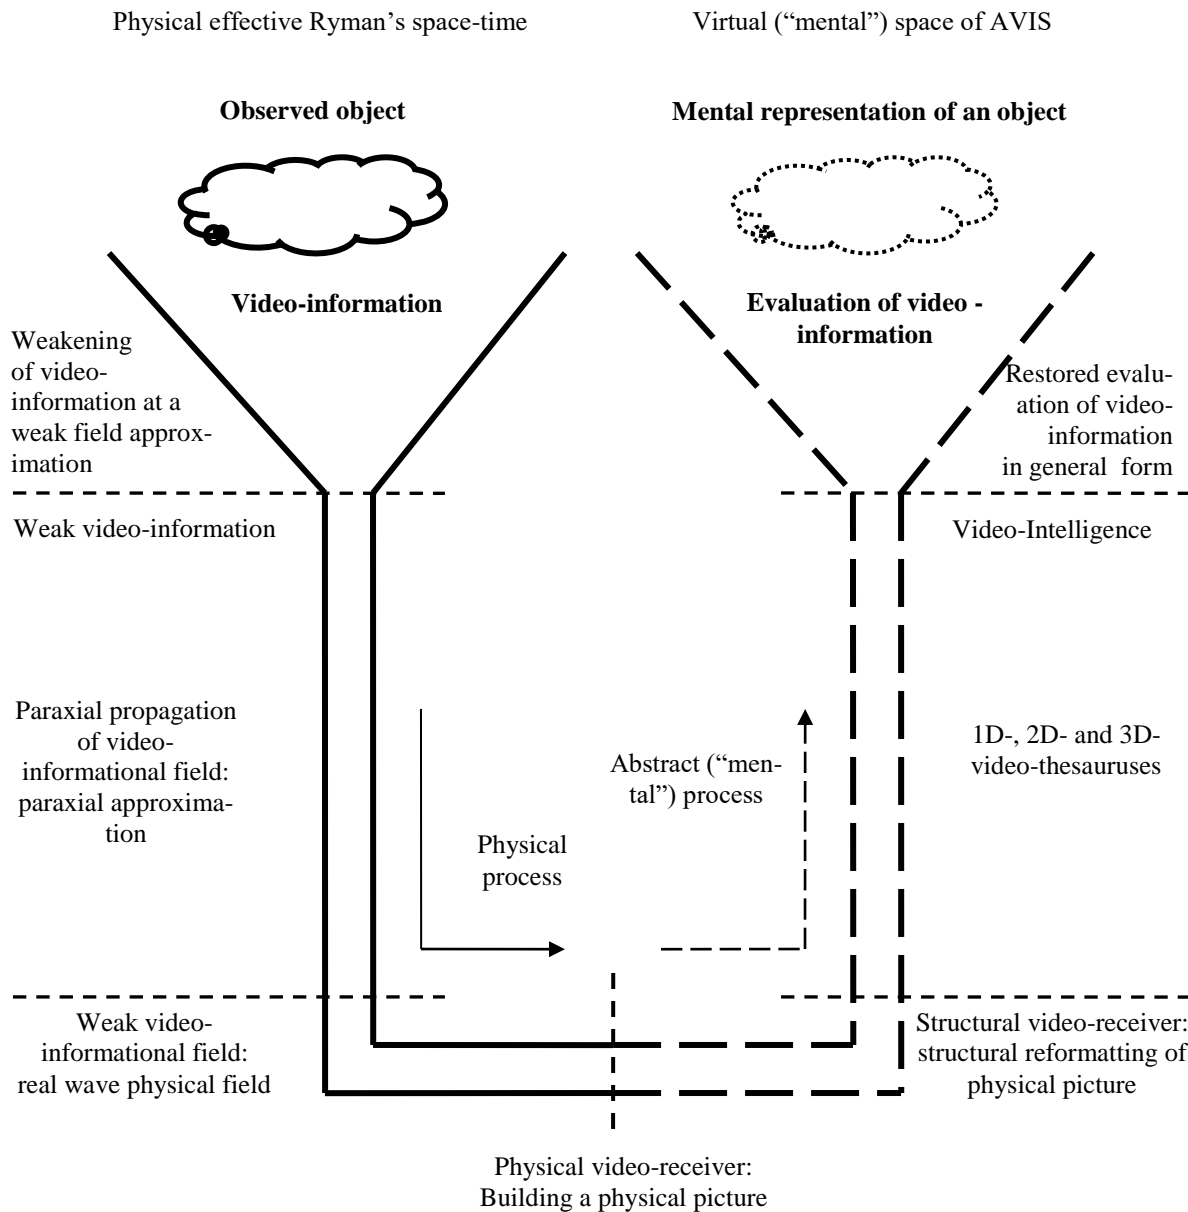 Physical effective Ryman’s space-time
Virtual (“mental”) space of AVIS
Observed object
Mental representation of an object
Video-information
Evaluation of video -
information
Weakening
of video-
information at a
weak field approx-
imation
Restored evalu-
ation of video-
information
in general form
Weak video-information
Video-Intelligence
Paraxial propagation
of video-
informational field:
paraxial approxima-
tion
Abstract (“men-
tal”) process
1D-, 2D- and 3D-
video-thesauruses
Physical
process
Weak video-
informational field:
real wave physical field
Structural video-receiver:
structural reformatting of
physical picture
Physical video-receiver:
Building a physical picture